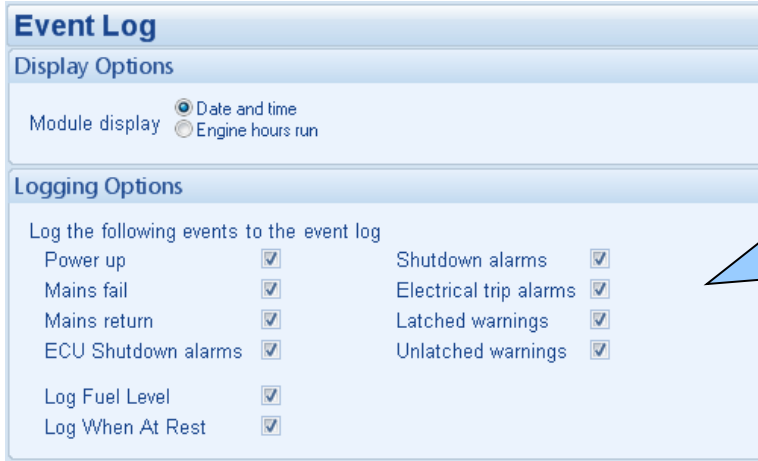 Event Log
Display Options
Module display
Date and time
Engine hours run
Logging Options
Log the following events to the event log
Power up
Shutdown alarms
Mains fail
Electrical trip alarms
Mains return
Latched warnings
ECU Shutdown alarms
Unlatched warnings
Log Fuel Level
Log When At Rest